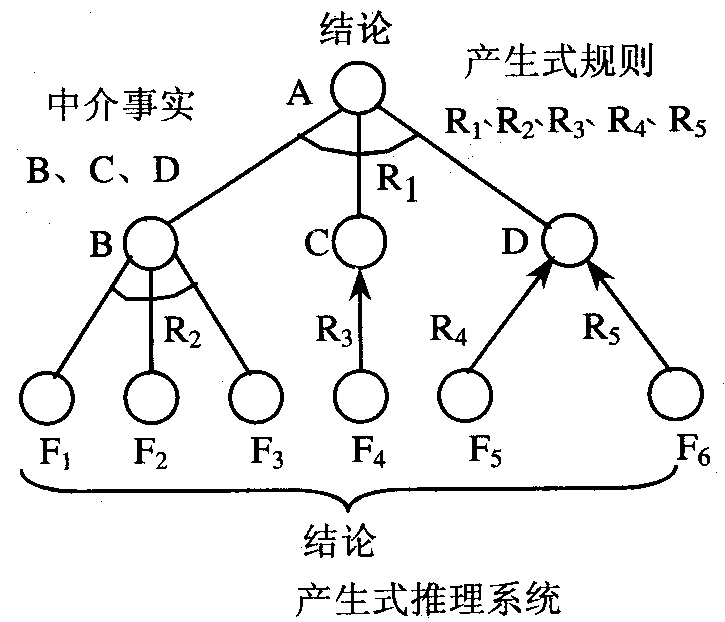 结论
产生式规则
A
中介事实
R₁、R₂、R₃、R₄、R₅
B、C、D
R₁
B
C
D
R₂
R₃
R₄
R₅
F₁
F₂
F₃
F₄
F₅
F₆
结论
产生式推理系统